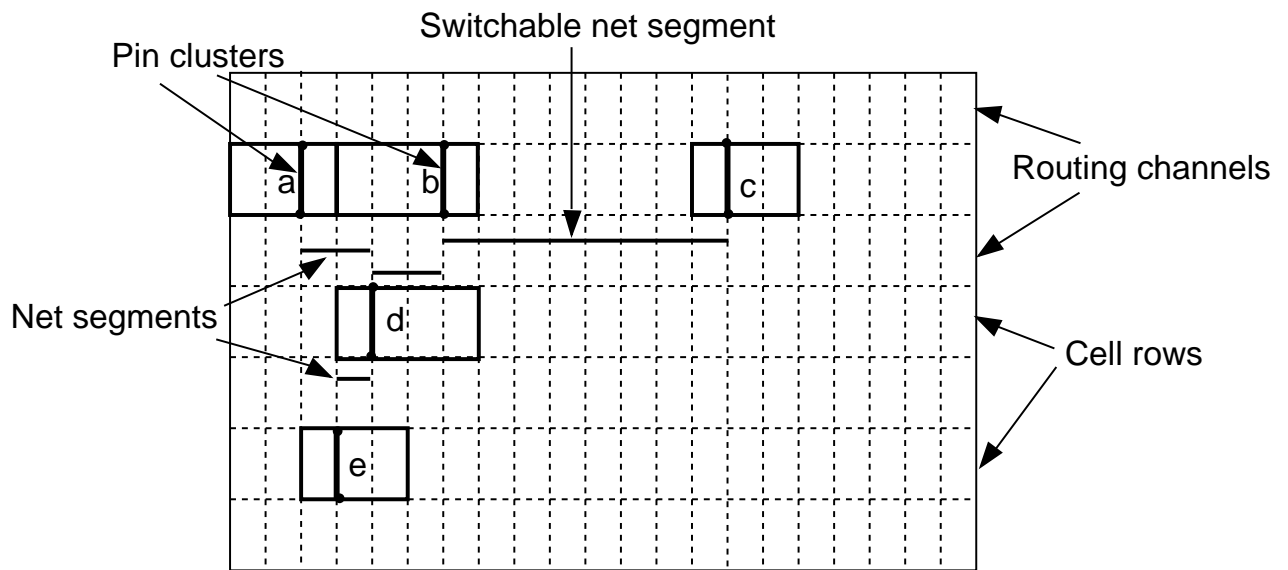 Switchable net segment
Pin clusters
Routing channels
a
b
c
Net segments
d
Cell rows
e